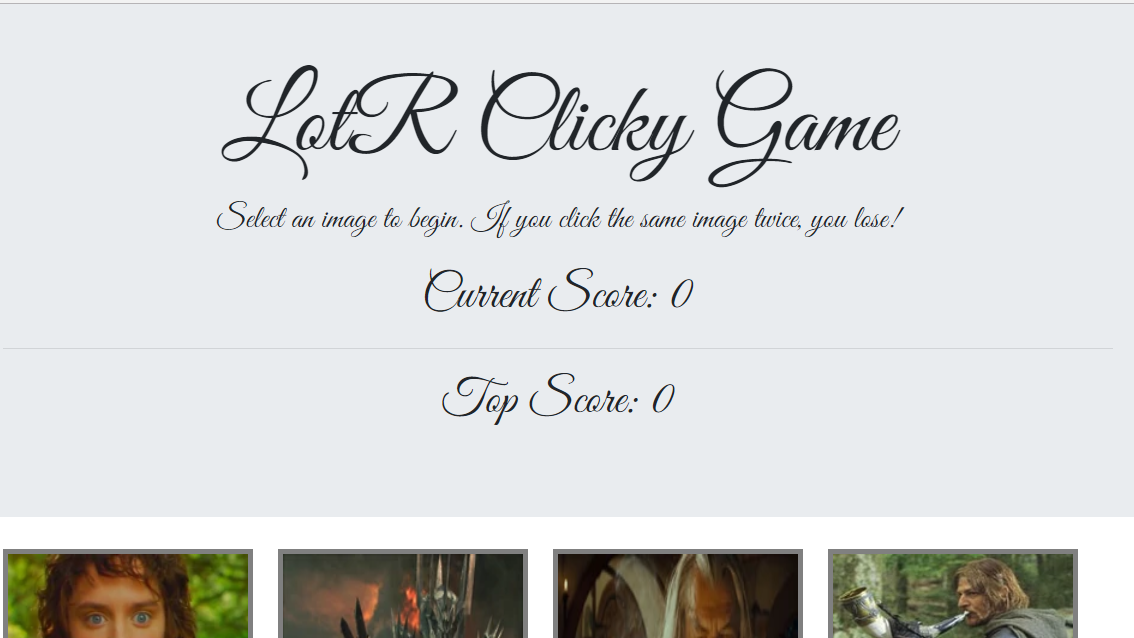 LotR Clicky Game
Select an image to begin. If you click the same image twice, you lose!
Current Score: 0
Top Score: 0